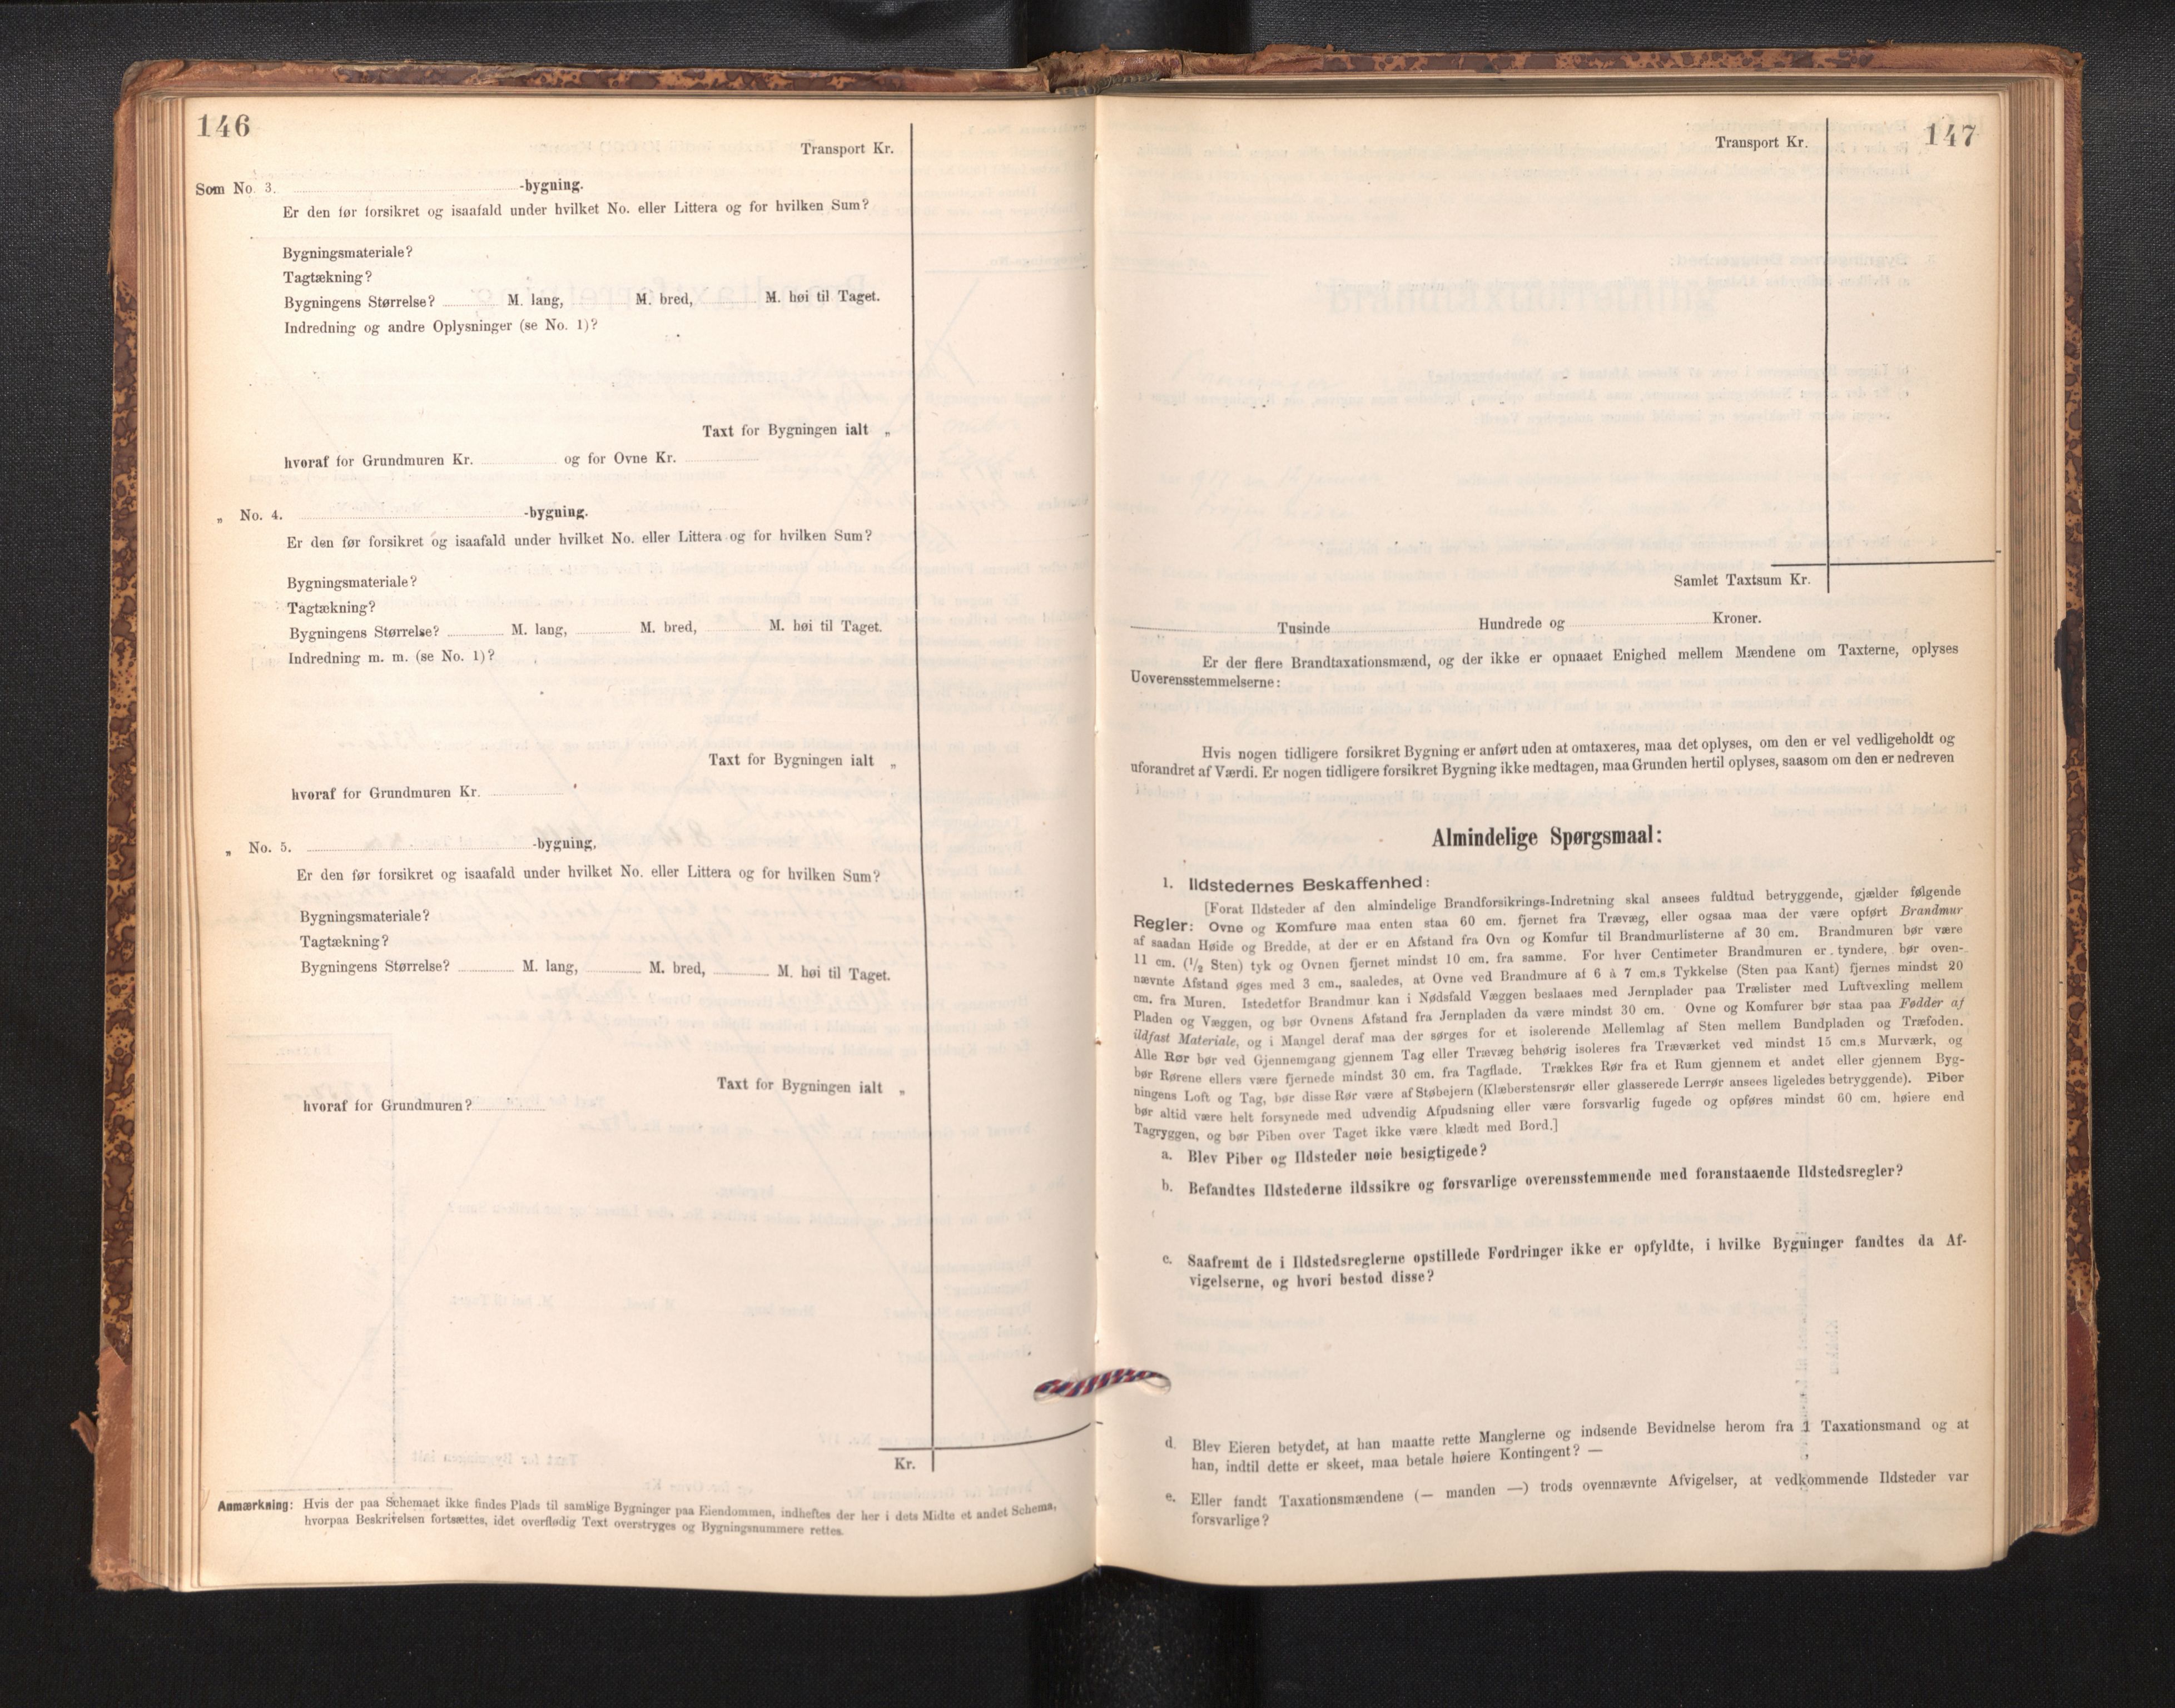 146
Transport Kr.
Som No. 3. -bygning.
Er den før forsikret og isaafald under hvilket No. eller Littera og for hvilken Sum?
Bygningsmateriale?
Tagtækning?
Bygningens Størrelse? M. lang, M. bred, M. høi til Taget.
Indredning og andre Oplysninger (se No. 1)?
Taxt for Bygningen ialt „
hvoraf for Grundmuren Kr. og for Ovne Kr.
„ No. 4. -bygning.
Er den før forsikret og isaafald under hvilket No. eller Littera og for hvilken Sum?
Bygningsmateriale?
Tagtækning?
Bygningens Størrelse? M. lang, M. bred, M. høi til Taget.
Indredning m. m. (se No. 1)?
Taxt for Bygningen ialt „
hvoraf for Grundmuren Kr.
„ No. 5. -bygning,
Er den før forsikret og isaafald under hvilket No. eller Littera og for hvilken Sum?
Bygningsmateriale?
Tagtækning?
Bygningens Størrelse? M. lang, M. bred, M. høi til Taget.
Taxt for Bygningen ialt „
hvoraf for Grundmuren?
Kr.
Anmærkning: Hvis der paa Schemaet ikke findes Plads til samtlige Bygninger paa Eiendommen, indheftes der her i dets Midte et andet Schema,
hvorpaa Beskrivelsen fortsættes, idet overflødig Text overstryges og Bygningsnummere rettes.
147
Transport Kr.
Samlet Taxtsum Kr.
Tusinde Hundrede og Kroner.
Er der flere Brandtaxationsmænd, og der ikke er opnaaet Enighed mellem Mændene om Taxterne, oplyses
Uoverensstemmelserne:
Hvis nogen tidligere forsikret Bygning er anført uden at omtaxeres, maa det oplyses, om den er vel vedligeholdt og
uforandret af Værdi. Er nogen tidligere forsikret Bygning ikke medtagen, maa Grunden hertil oplyses, saasom om den er nedreven
Almindelige Spørgsmaal:
1. Ildstedernes Beskaffenhed:
[Forat Ildsteder af den almindelige Brandforsikrings-Indretning skal ansees fuldtud betryggende, gjælder følgende
Regler: Ovne og Komfure maa enten staa 60 cm. fjernet fra Trævæg, eller ogsaa maa der være opført Brandmur
af saadan Høide og Bredde, at der er en Afstand fra Ovn og Komfur til Brandmurlisterne af 30 cm. Brandmuren bør være
11 cm. (1/2 Sten) tyk og Ovnen fjernet mindst 10 cm. fra samme. For hver Centimeter Brandmuren er tyndere, bør oven-
nævnte Afstand øges med 3 cm., saaledes, at Ovne ved Brandmure af 6 à 7 cm.s Tykkelse (Sten paa Kant) fjernes mindst 20
cm. fra Muren. Istedetfor Brandmur kan i Nødsfald Væggen beslaaes med Jernplader paa Trælister med Luftvexling mellem
Pladen og Væggen, og bør Ovnens Afstand fra Jernpladen da være mindst 30 cm. Ovne og Komfurer bør staa paa Fødder af
ildfast Materiale, og i Mangel deraf maa der sørges for et isolerende Mellemlag af Sten mellem Bundpladen og Træfoden.
Alle Rør bør ved Gjennemgang gjennem Tag eller Trævæg behørig isoleres fra Træværket ved mindst 15 cm.s Murværk, og
bør Rørene ellers være fjernede mindst 30 cm. fra Tagflade. Trækkes Rør fra et Rum gjennem et andet eller gjennem Byg-
ningens Loft og Tag, bør disse Rør være af Støbejern (Klæberstensrør eller glasserede Lerrør ansees ligeledes betryggende). Piber
bør altid være helt forsynede med udvendig Afpudsning eller være forsvarlig fugede og opføres mindst 60 cm. høiere end
Tagryggen, og bør Piben over Taget ikke være klædt med Bord.]
a. Blev Piber og Ildsteder nøie besigtigede?
b. Befandtes Ildstederne ildssikre og forsvarlige overensstemmende med foranstaaende Ildstedsregler?
c. Saafremt de i Ildstedsreglerne opstillede Fordringer ikke er opfyldte, i hvilke Bygninger fandtes da Af-
vigelserne, og hvori bestod disse?
d. Blev Eieren betydet, at han maatte rette Manglerne og indsende Bevidnelse herom fra 1 Taxationsmand og at
han, indtil dette er skeet, maa betale høiere Kontingent? —
e. Eller fandt Taxationsmændene (— manden —) trods ovennævnte Afvigelser, at vedkommende Ildsteder var
forsvarlige?